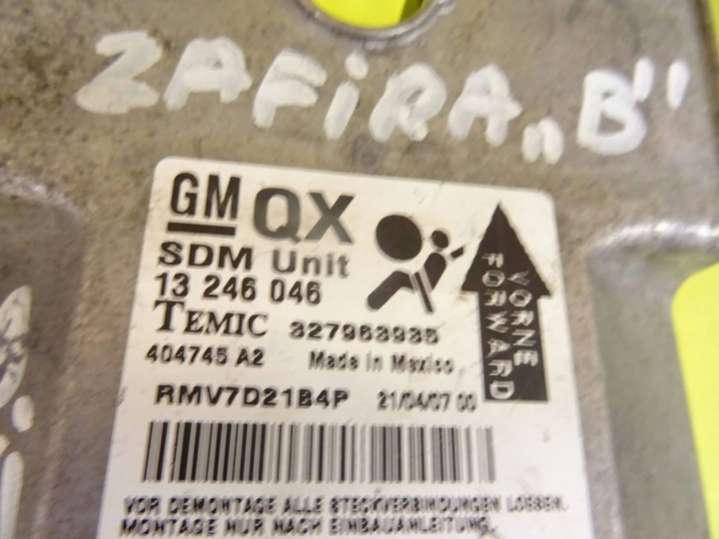 ZAFiRA „B"
GM QX
SDM Unit
13 246 046
TEMIC 327963935
404745 A2 Made in Mexico
RMV7D21B4P 21/04/07 00
VORNE
FORWARD
VOR DEMONTAGE ALLE STECKVERBINDUNGEN LOESEN.
MONTAGE NUR NACH EINBAUANLEITUNG.